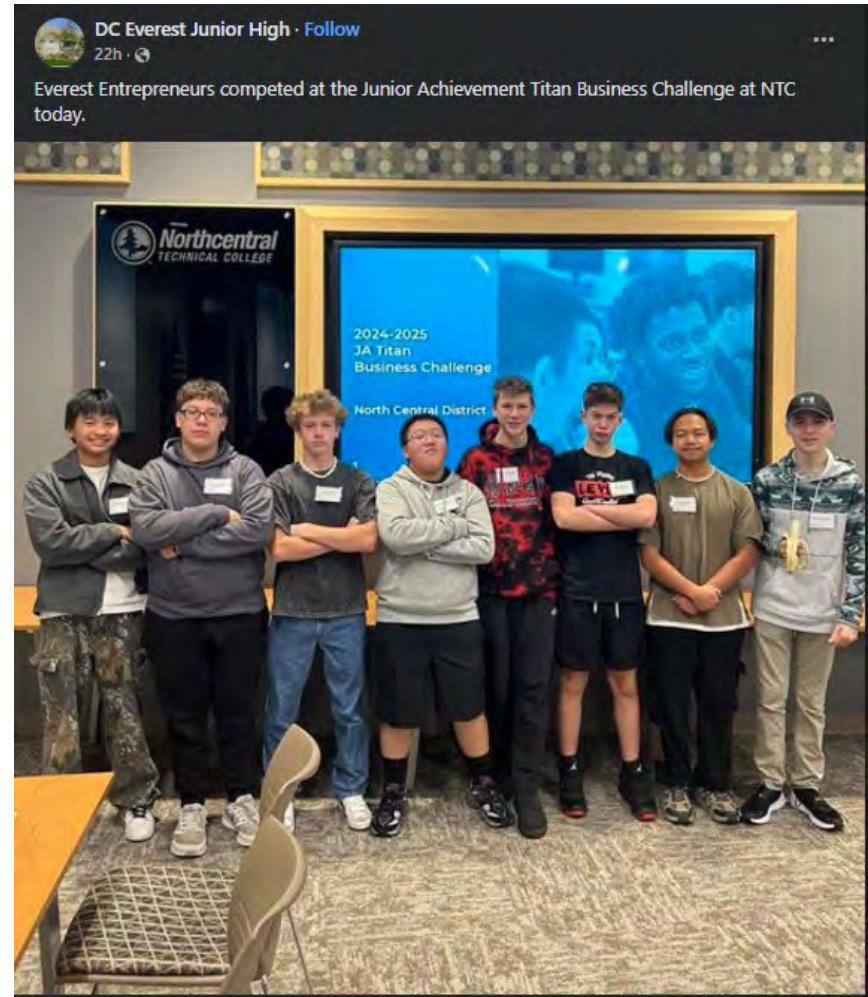 DC Everest Junior High · Follow
22h ·
Everest Entrepreneurs competed at the Junior Achievement Titan Business Challenge at NTC
today.
Northcentral
TECHNICAL COLLEGE
2024-2025
JA Titan
Business Challenge
North Central District